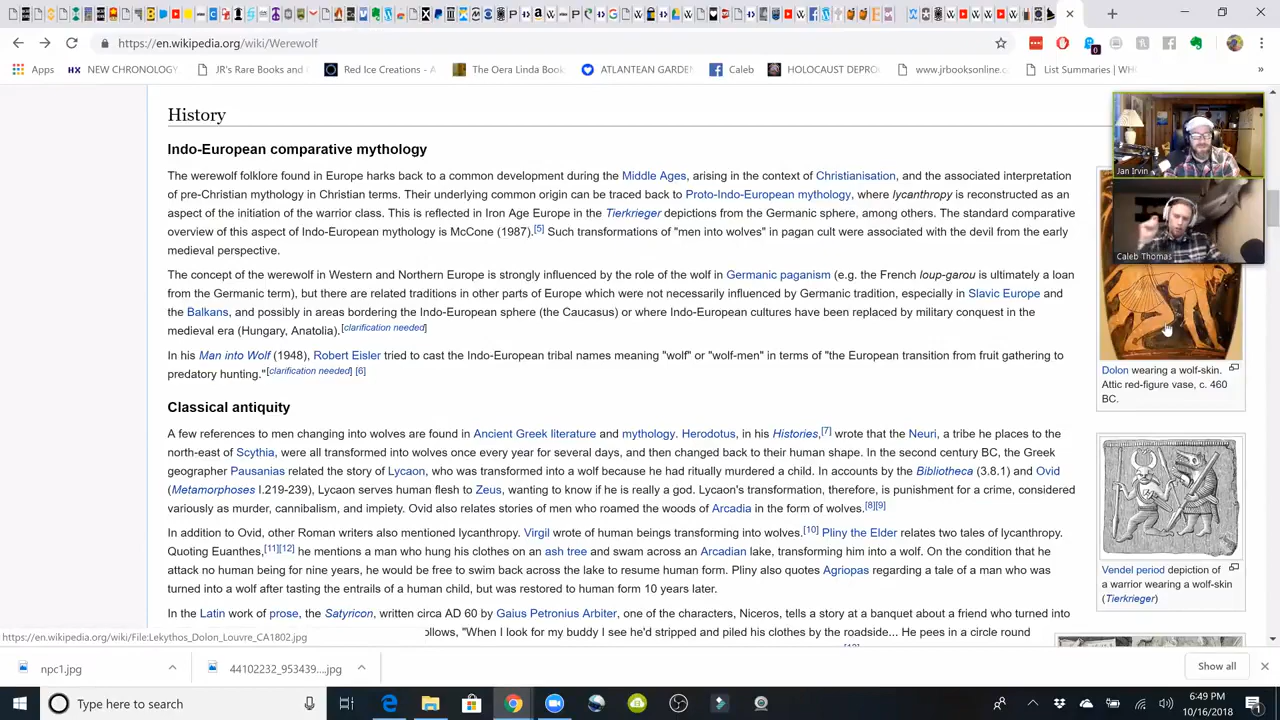 https://en.wikipedia.org/wiki/Werewolf
0
Apps
NEW CHRONOLOGY
JR's Rare Books and
Red Ice Creations - A
The Oera Linda Book
ATLANTEAN GARDE
Caleb
HOLOCAUST DEPRO
www.jrbooksonline.c
List Summaries | WH
»
History
Indo-European comparative mythology
The werewolf folklore found in Europe harks back to a common development during the Middle Ages, arising in the context of Christianisation, and the associated interpretation
of pre-Christian mythology in Christian terms. Their underlying common origin can be traced back to Proto-Indo-European mythology, where lycanthropy is reconstructed as an
aspect of the initiation of the warrior class. This is reflected in Iron Age Europe in the Tierkrieger depictions from the Germanic sphere, among others. The standard comparative
overview of this aspect of Indo-European mythology is McCone (1987).[5] Such transformations of "men into wolves" in pagan cult were associated with the devil from the early
medieval perspective.
The concept of the werewolf in Western and Northern Europe is strongly influenced by the role of the wolf in Germanic paganism (e.g. the French loup-garou is ultimately a loan
from the Germanic term), but there are related traditions in other parts of Europe which were not necessarily influenced by Germanic tradition, especially in Slavic Europe and
the Balkans, and possibly in areas bordering the Indo-European sphere (the Caucasus) or where Indo-European cultures have been replaced by military conquest in the
medieval era (Hungary, Anatolia).[clarification needed]
In his Man into Wolf (1948), Robert Eisler tried to cast the Indo-European tribal names meaning "wolf" or "wolf-men" in terms of "the European transition from fruit gathering to
predatory hunting."[clarification needed] [6]
Classical antiquity
A few references to men changing into wolves are found in Ancient Greek literature and mythology. Herodotus, in his Histories,[7] wrote that the Neuri, a tribe he places to the
north-east of Scythia, were all transformed into wolves once every year for several days, and then changed back to their human shape. In the second century BC, the Greek
geographer Pausanias related the story of Lycaon, who was transformed into a wolf because he had ritually murdered a child. In accounts by the Bibliotheca (3.8.1) and Ovid
(Metamorphoses I.219-239), Lycaon serves human flesh to Zeus, wanting to know if he is really a god. Lycaon's transformation, therefore, is punishment for a crime, considered
variously as murder, cannibalism, and impiety. Ovid also relates stories of men who roamed the woods of Arcadia in the form of wolves.[8][9]
In addition to Ovid, other Roman writers also mentioned lycanthropy. Virgil wrote of human beings transforming into wolves.[10] Pliny the Elder relates two tales of lycanthropy.
Quoting Euanthes,[11][12] he mentions a man who hung his clothes on an ash tree and swam across an Arcadian lake, transforming him into a wolf. On the condition that he
attack no human being for nine years, he would be free to swim back across the lake to resume human form. Pliny also quotes Agriopas regarding a tale of a man who was
turned into a wolf after tasting the entrails of a human child, but was restored to human form 10 years later.
In the Latin work of prose, the Satyricon, written circa AD 60 by Gaius Petronius Arbiter, one of the characters, Niceros, tells a story at a banquet about a friend who turned into
ollows, "When I look for my buddy I see he'd stripped and piled his clothes by the roadside... He pees in a circle round
Jan Irvin
Caleb Thomas
Dolon wearing a wolf-skin.
Attic red-figure vase, c. 460
BC.
Vendel period depiction of
a warrior wearing a wolf-skin
(Tierkrieger)
https://en.wikipedia.org/wiki/File:Lekythos_Dolon_Louvre_CA1802.jpg
npc1.jpg
44102232_953439....jpg
Show all
Type here to search
6:49 PM
10/16/2018
1